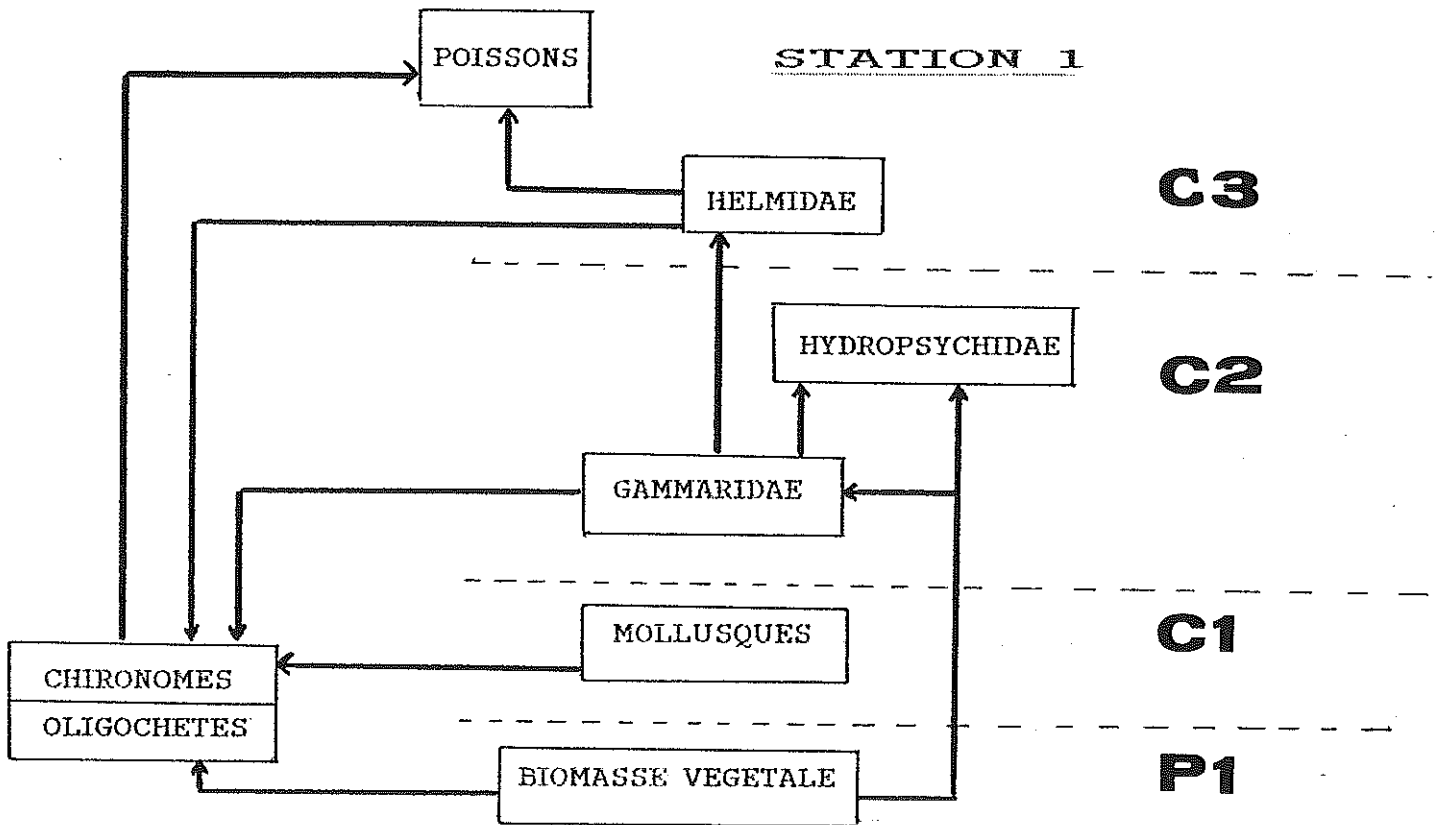 POISSONS
STATION 1
HELMIDAE
C3
HYDROPSYCHIDAE
C2
GAMMARIDAE
MOLLUSQUES
C1
CHIRONOMES
OLIGOCHETES
BIOMASSE VEGETALE
P1